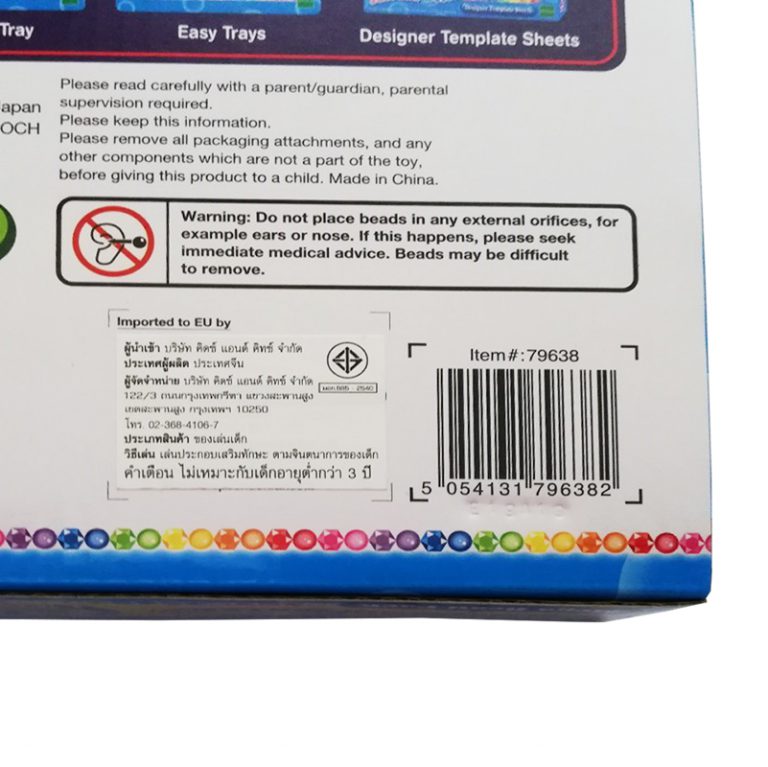 Tray
Easy Trays
Designer Template Sheets
Designer Template Sheets
Japan
OCH
Please read carefully with a parent/guardian, parental
supervision required.
Please keep this information.
Please remove all packaging attachments, and any
other components which are not a part of the toy,
before giving this product to a child. Made in China.
Warning: Do not place beads in any external orifices, for
example ears or nose. If this happens, please seek
immediate medical advice. Beads may be difficult
to remove.
Imported to EU by
ผู้นำเข้า บริษัท คิดซ์ แอนด์ คิทซ์ จำกัด
ประเทศผู้ผลิต ประเทศจีน
ผู้จัดจำหน่าย บริษัท คิดซ์ แอนด์ คิทซ์ จำกัด
มอก.685 - 2540
122/3 ถนนกรุงเทพกรีฑา แขวงสะพานสูง
เขตสะพานสูง กรุงเทพฯ 10250
โทร. 02-368-4106-7
ประเภทสินค้า ของเล่นเด็ก
วิธีเล่น เล่นประกอบเสริมทักษะ ตามจินตนาการของเด็ก
คำเตือน ไม่เหมาะกับเด็กอายุต่ำกว่า 3 ปี
Item#:79638
5 054131 796382